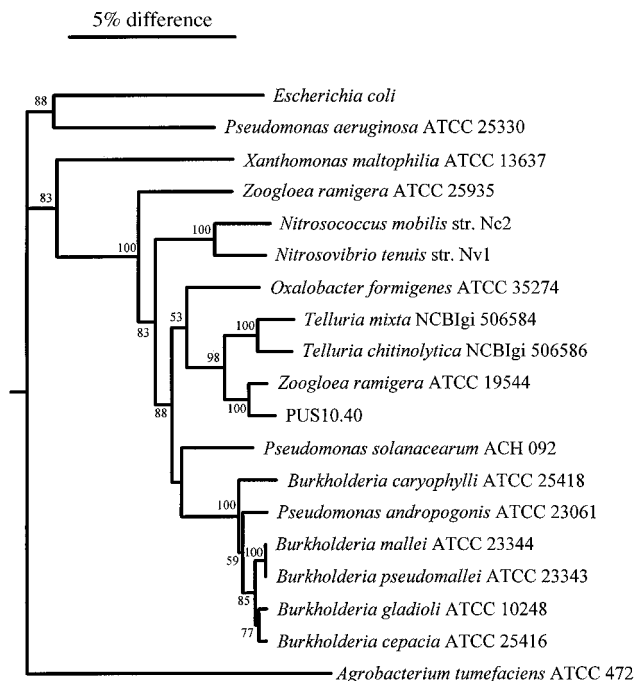 5% difference
88
Escherichia coli
Pseudomonas aeruginosa ATCC 25330
Xanthomonas maltophilia ATCC 13637
83
Zoogloea ramigera ATCC 25935
100
100
Nitrosococcus mobilis str. Nc2
Nitrosovibrio tenuis str. Nv1
83
Oxalobacter formigenes ATCC 35274
53
100
Telluria mixta NCBIgi 506584
98
Telluria chitinolytica NCBIgi 506586
Zoogloea ramigera ATCC 19544
100
PUS10.40
88
Pseudomonas solanacearum ACH 092
Burkholderia caryophylli ATCC 25418
100
Pseudomonas andropogonis ATCC 23061
100
Burkholderia mallei ATCC 23344
59
Burkholderia pseudomallei ATCC 23343
85
Burkholderia gladioli ATCC 10248
77
Burkholderia cepacia ATCC 25416
Agrobacterium tumefaciens ATCC 472